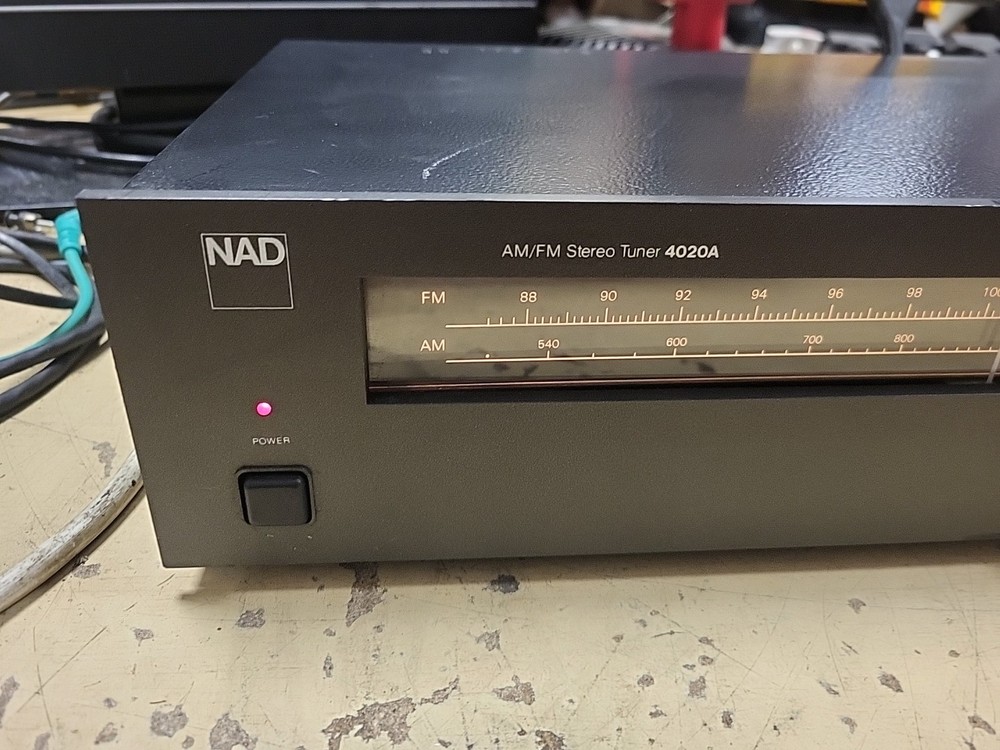 NAD
AM/FM Stereo Tuner 4020A
FM 88 90 92 94 96 98 100
AM 540 600 700 800
POWER